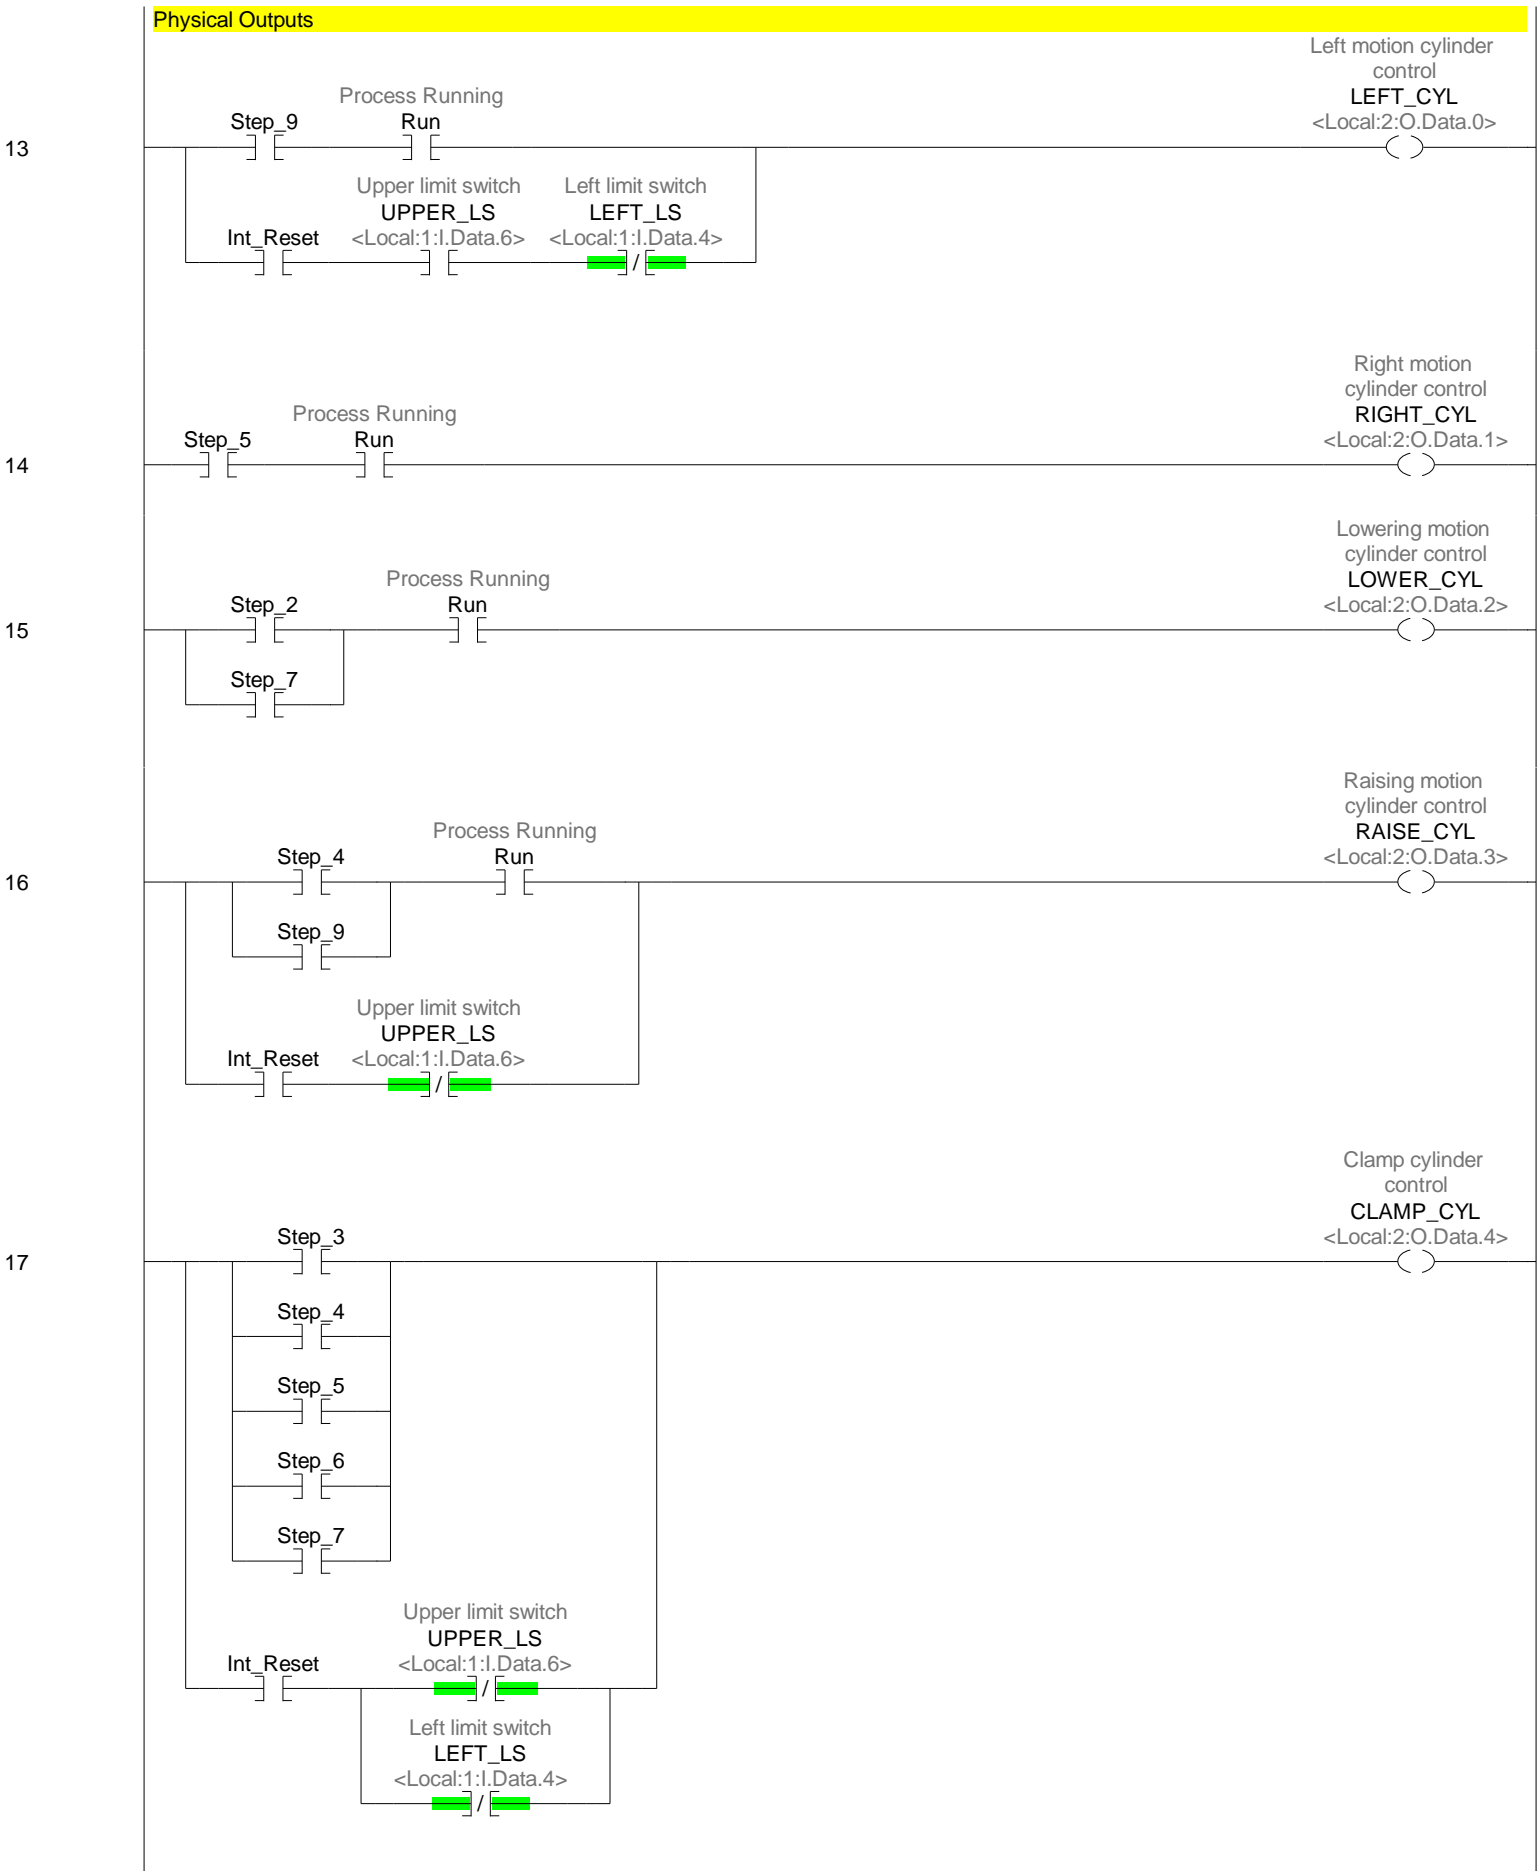 Physical Outputs
Left motion cylinder
control
LEFT_CYL
<Local:2:O.Data.0>
Process Running
Step_9
Run
13
Upper limit switch
UPPER_LS
<Local:1:I.Data.6>
Left limit switch
LEFT_LS
<Local:1:I.Data.4>
Int_Reset
Right motion
cylinder control
RIGHT_CYL
<Local:2:O.Data.1>
Process Running
Step_5
Run
14
Lowering motion
cylinder control
LOWER_CYL
<Local:2:O.Data.2>
Process Running
Step_2
Run
15
Step_7
Raising motion
cylinder control
RAISE_CYL
<Local:2:O.Data.3>
Process Running
Step_4
Run
16
Step_9
Upper limit switch
UPPER_LS
<Local:1:I.Data.6>
Int_Reset
Clamp cylinder
control
CLAMP_CYL
<Local:2:O.Data.4>
Step_3
17
Step_4
Step_5
Step_6
Step_7
Upper limit switch
UPPER_LS
<Local:1:I.Data.6>
Int_Reset
Left limit switch
LEFT_LS
<Local:1:I.Data.4>